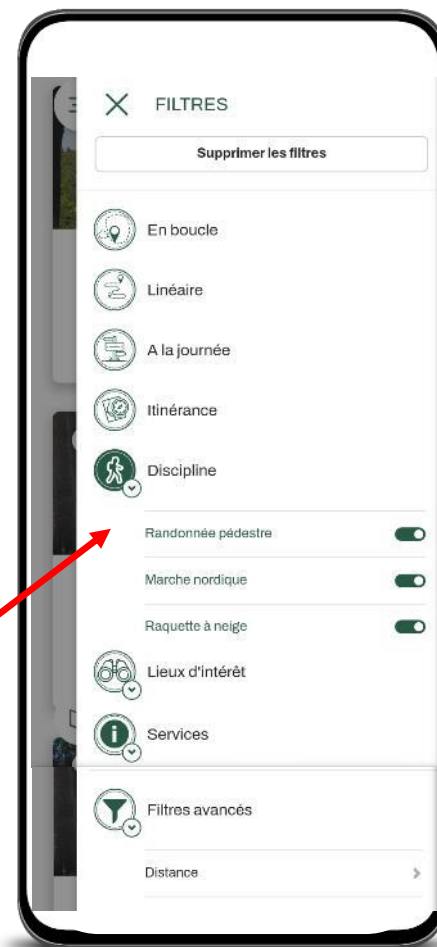 FILTRES
Supprimer les filtres
En boucle
Linéaire
A la journée
Itinérance
Discipline
Randonnée pédestre
Marche nordique
Raquette à neige
Lieux d'intérêt
Services
Filtres avancés
Distance